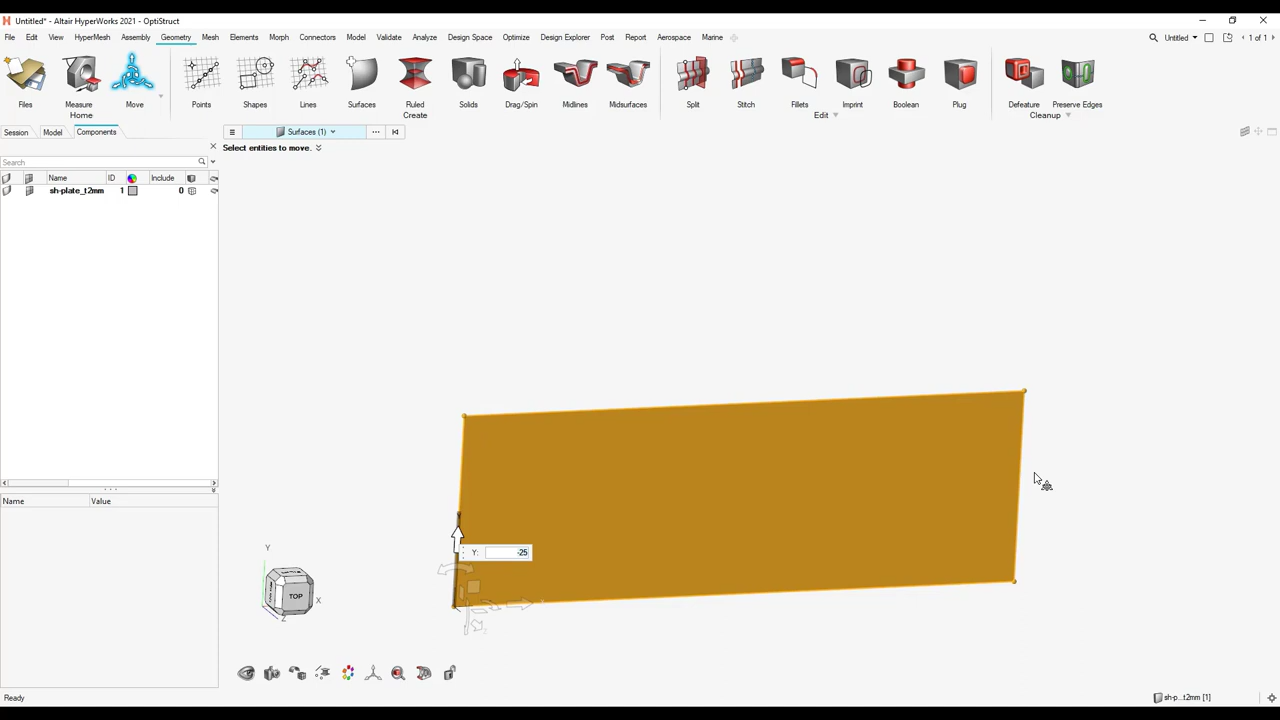 Untitled* - Altair HyperWorks 2021 - OptiStruct
File Edit View HyperMesh Assembly Geometry Mesh Elements Morph Connectors Model Validate Analyze Design Space Optimize Design Explorer Post Report Aerospace Marine Untitled 1 of 1
Files Measure Move Points Shapes Lines Surfaces Ruled Solids Drag/Spin Midlines Midsurfaces Split Stitch Fillets Imprint Boolean Plug Defeature Preserve Edges
Home Create Edit Cleanup
Session Model Components
Surfaces (1)
Select entities to move.
Search
Name ID Include
sh-plate_t2mm 1 0
Name Value
Y: -25
Z
Y
TOP
X
Z
Ready
sh-p...t2mm [1]